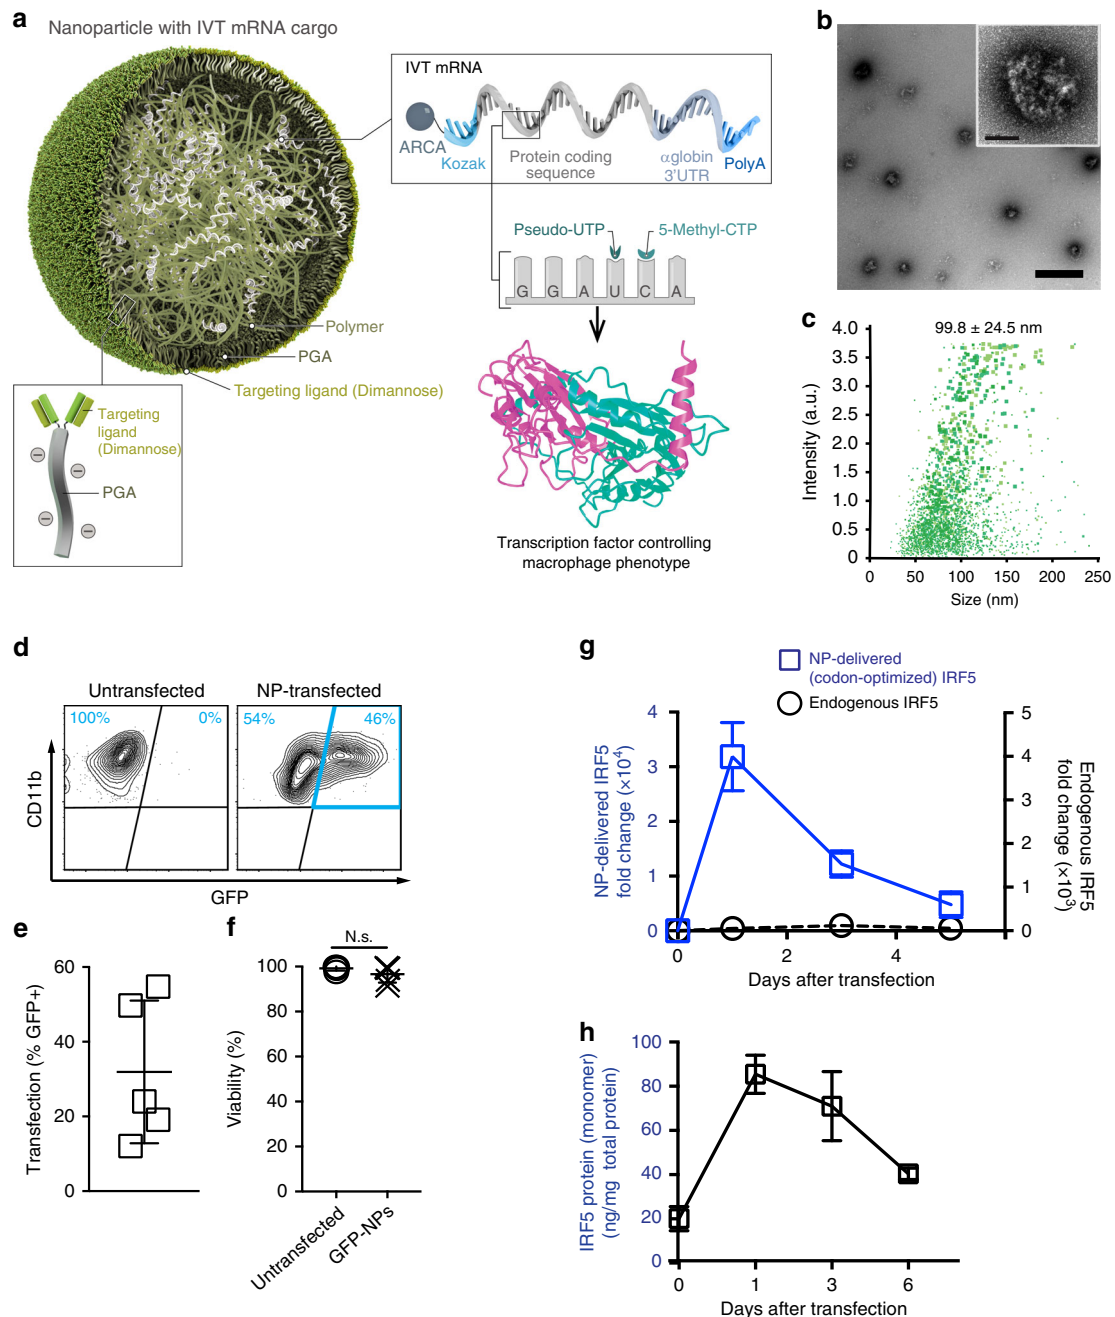 a
Nanoparticle with IVT mRNA cargo
IVT mRNA
ARCA
Kozak
Protein coding
sequence
αglobin
3'UTR
PolyA
Pseudo-UTP
5-Methyl-CTP
G G A U C A
Polymer
PGA
Targeting ligand (Dimannose)
Targeting
ligand
(Dimannose)
PGA
Transcription factor controlling
macrophage phenotype
b
c
99.8 ± 24.5 nm
Intensity (a.u.)
4.0
3.5
3.0
2.5
2.0
1.5
1.0
0.5
0
0 50 100 150 200 250
Size (nm)
d
Untransfected
NP-transfected
100% 0%
54% 46%
CD11b
GFP
e
Transfection (% GFP+)
60
40
20
0
f
N.s.
Viability (%)
100
80
60
40
20
0
Untransfected
GFP-NPs
g
NP-delivered
(codon-optimized) IRF5
Endogenous IRF5
NP-delivered IRF5
fold change (×10⁴)
4
3
2
1
0
5
4
3
2
1
0
Endogenous IRF5
fold change (×10³)
0 2 4
Days after transfection
h
IRF5 protein (monomer)
(ng/mg total protein)
100
80
60
40
20
0
0 1 3 6
Days after transfection